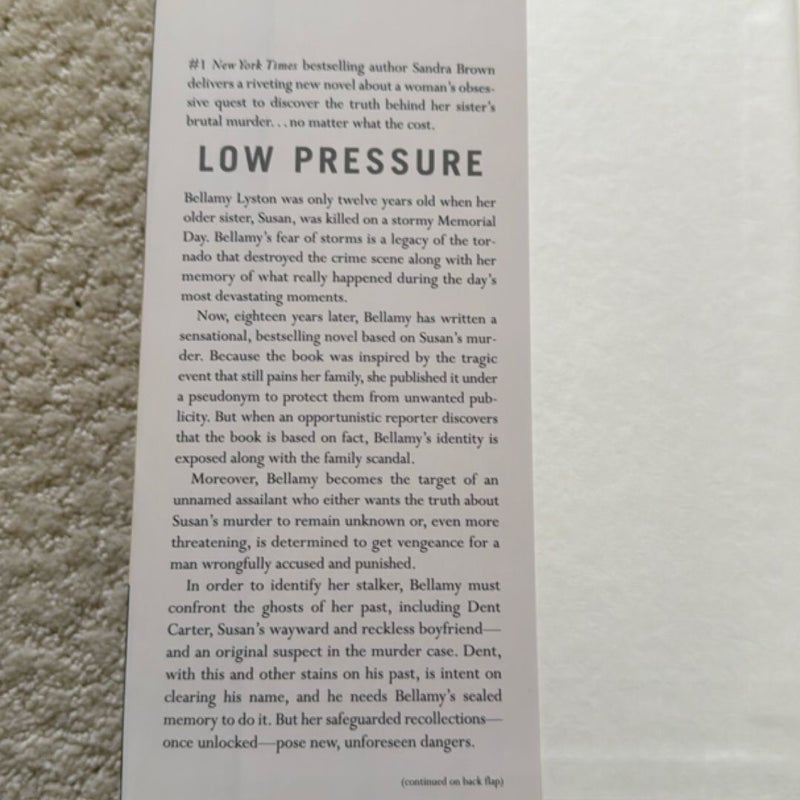 #1 New York Times bestselling author Sandra Brown
delivers a riveting new novel about a woman's obses-
sive quest to discover the truth behind her sister's
brutal murder. . . no matter what the cost.
LOW PRESSURE
Bellamy Lyston was only twelve years old when her
older sister, Susan, was killed on a stormy Memorial
Day. Bellamy's fear of storms is a legacy of the tor-
nado that destroyed the crime scene along with her
memory of what really happened during the day's
most devastating moments.
Now, eighteen years later, Bellamy has written a
sensational, bestselling novel based on Susan's mur-
der. Because the book was inspired by the tragic
event that still pains her family, she published it under
a pseudonym to protect them from unwanted pub-
licity. But when an opportunistic reporter discovers
that the book is based on fact, Bellamy's identity is
exposed along with the family scandal.
Moreover, Bellamy becomes the target of an
unnamed assailant who either wants the truth about
Susan's murder to remain unknown or, even more
threatening, is determined to get vengeance for a
man wrongfully accused and punished.
In order to identify her stalker, Bellamy must
confront the ghosts of her past, including Dent
Carter, Susan's wayward and reckless boyfriend—
and an original suspect in the murder case. Dent,
with this and other stains on his past, is intent on
clearing his name, and he needs Bellamy's sealed
memory to do it. But her safeguarded recollections—
once unlocked—pose new, unforeseen dangers.
(continued on back flap)